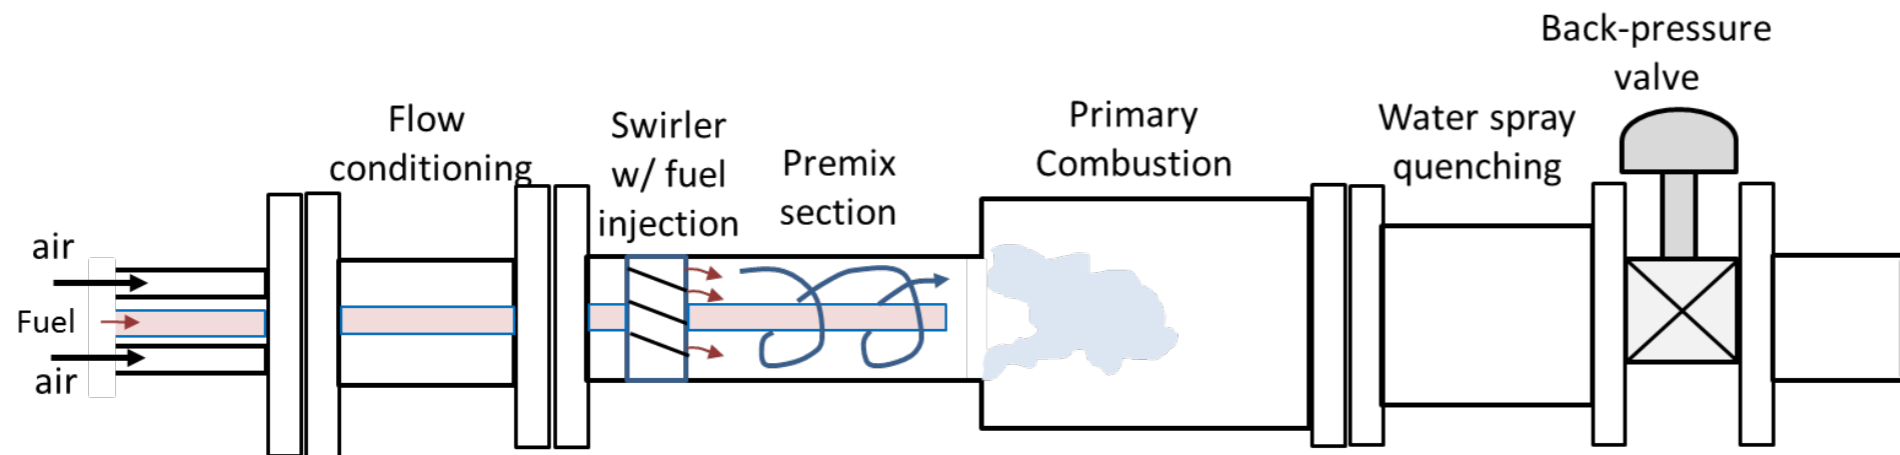 air
Fuel
air
Flow
conditioning
Swirler
w/ fuel
injection
Premix
section
Primary
Combustion
Water spray
quenching
Back-pressure
valve